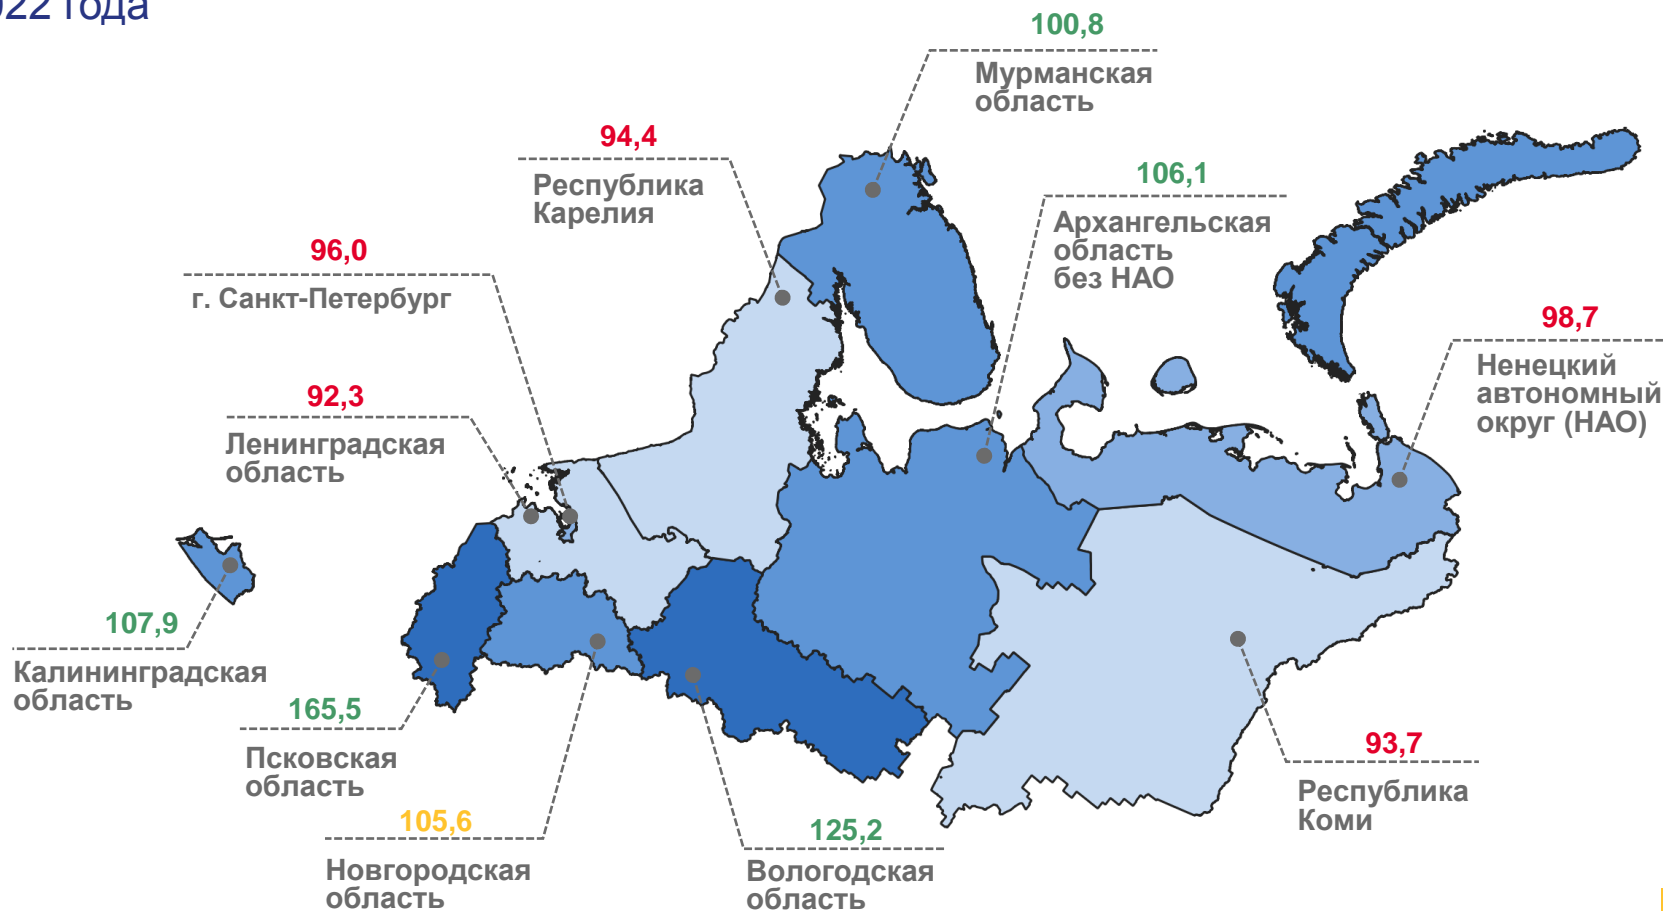 022 года
100,8
Мурманская
область
94,4
Республика
Карелия
106,1
Архангельская
область
без НАО
96,0
г. Санкт-Петербург
98,7
Ненецкий
автономный
округ (НАО)
92,3
Ленинградская
область
107,9
Калининградская
область
165,5
Псковская
область
93,7
Республика
Коми
105,6
Новгородская
область
125,2
Вологодская
область